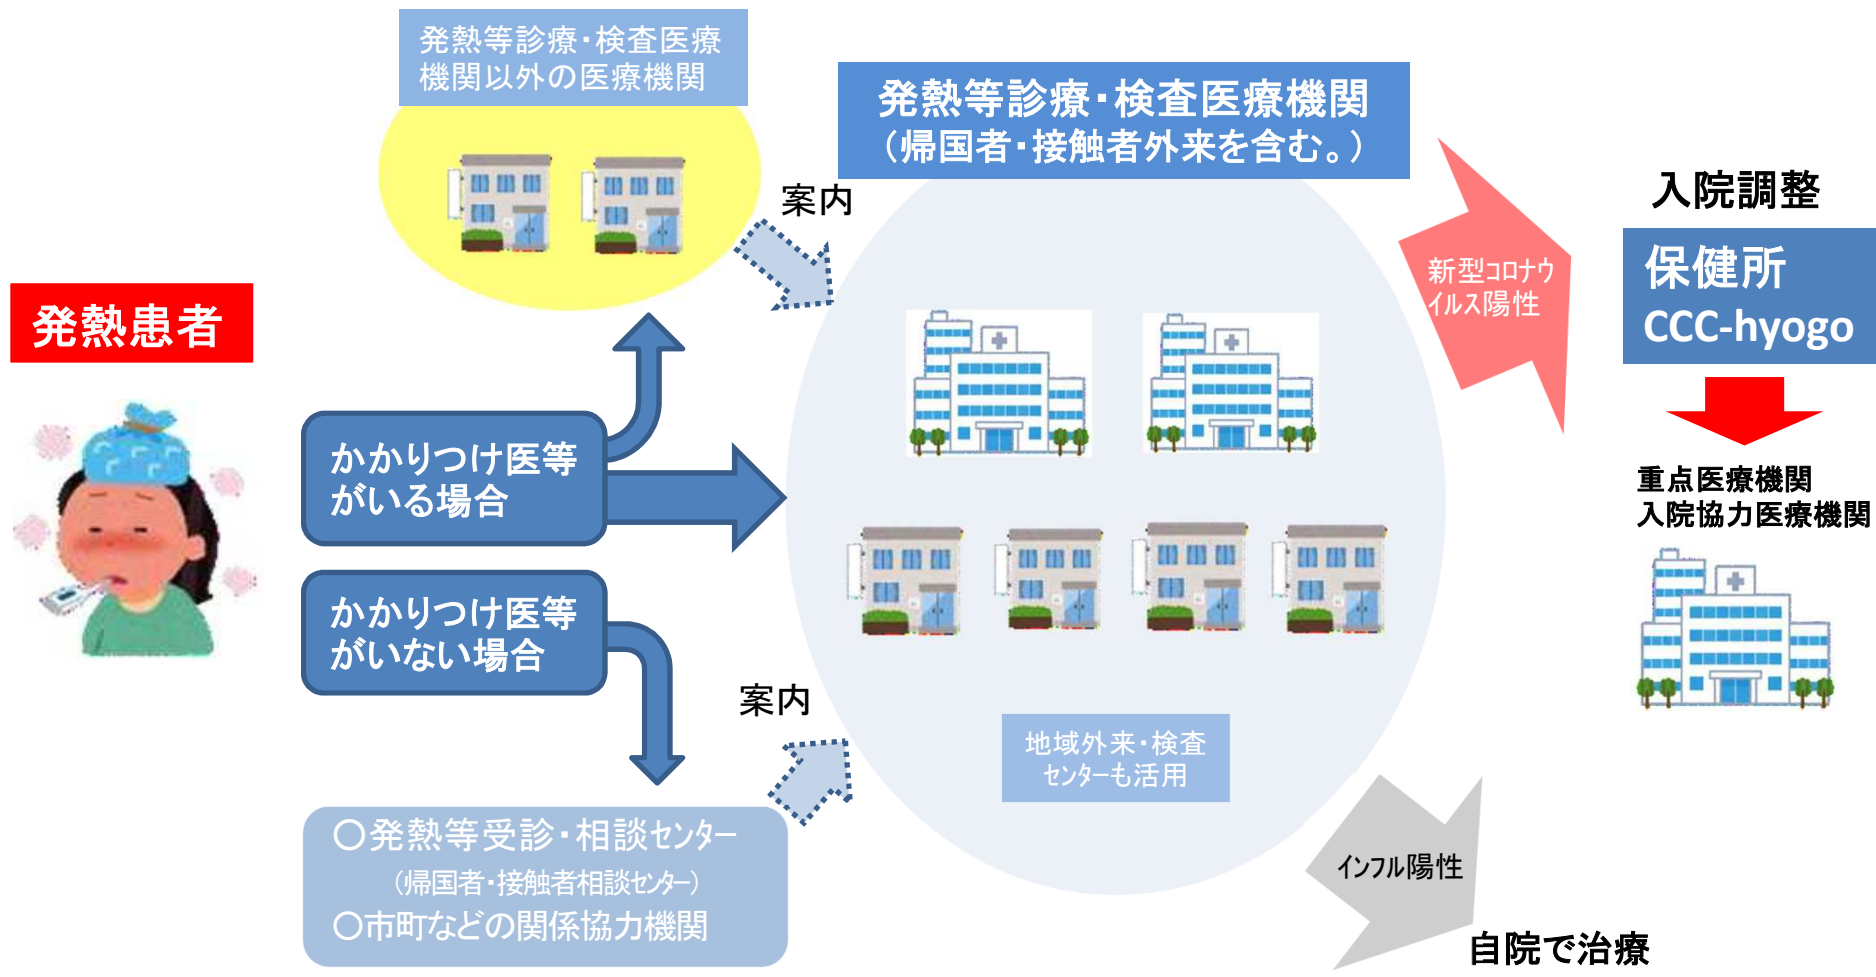 発熱等診療・検査医療
機関以外の医療機関
発熱等診療・検査医療機関
（帰国者・接触者外来を含む。）
案内
入院調整
保健所
CCC-hyogo
新型コロナウ
イルス陽性
発熱患者
かかりつけ医等
がいる場合
重点医療機関
入院協力医療機関
かかりつけ医等
がいない場合
案内
地域外来・検査
センターも活用
〇発熱等受診・相談センター
（帰国者・接触者相談センター）
〇市町などの関係協力機関
インフル陽性
自院で治療